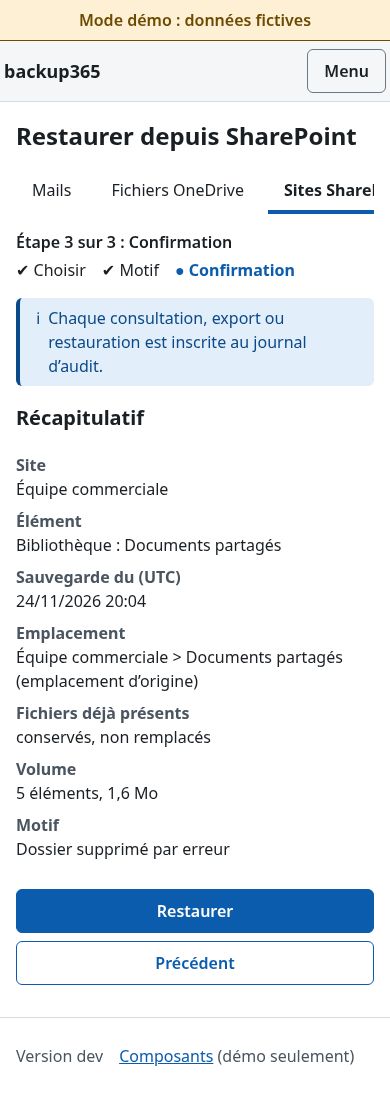 Mode démo : données fictives
backup365
Menu
Restaurer depuis SharePoint
Mails Fichiers OneDrive Sites Share
Étape 3 sur 3 : Confirmation
✔ Choisir ✔ Motif ● Confirmation
i Chaque consultation, export ou
restauration est inscrite au journal
d’audit.
Récapitulatif
Site
Équipe commerciale
Élément
Bibliothèque : Documents partagés
Sauvegarde du (UTC)
24/11/2026 20:04
Emplacement
Équipe commerciale > Documents partagés
(emplacement d’origine)
Fichiers déjà présents
conservés, non remplacés
Volume
5 éléments, 1,6 Mo
Motif
Dossier supprimé par erreur
Restaurer
Précédent
Version dev Composants (démo seulement)